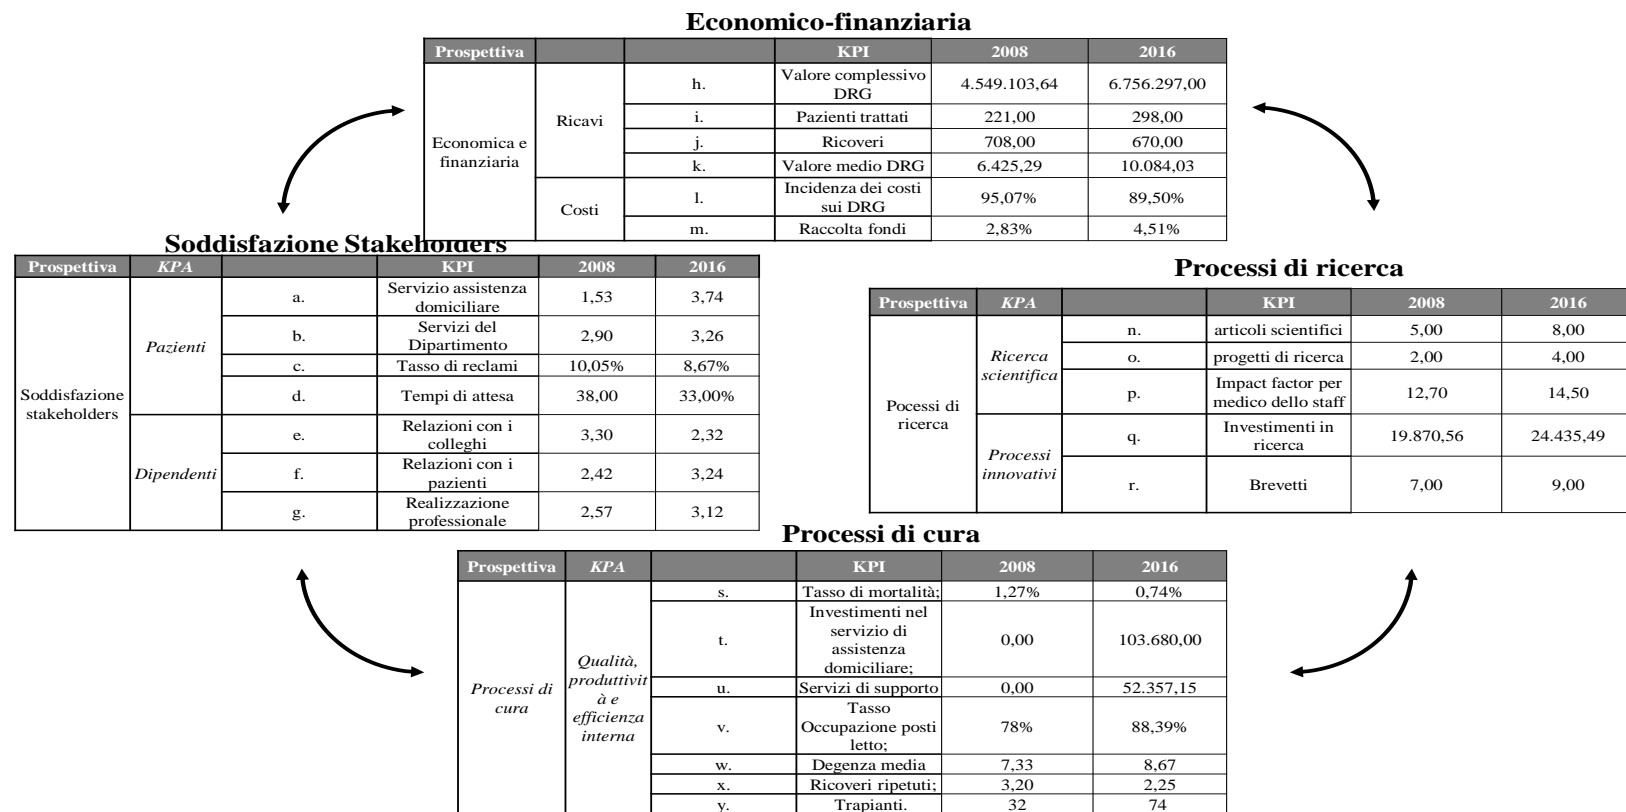 Economico-finanziaria
Prospettiva KPI 2008 2016
Economica e finanziaria
Ricavi
h. Valore complessivo DRG 4.549.103,64 6.756.297,00
i. Pazienti trattati 221,00 298,00
j. Ricoveri 708,00 670,00
k. Valore medio DRG 6.425,29 10.084,03
Costi
l. Incidenza dei costi sui DRG 95,07% 89,50%
m. Raccolta fondi 2,83% 4,51%
Soddisfazione Stakeholders
Prospettiva KPA KPI 2008 2016
Soddisfazione stakeholders
Pazienti
a. Servizio assistenza domiciliare 1,53 3,74
b. Servizi del Dipartimento 2,90 3,26
c. Tasso di reclami 10,05% 8,67%
d. Tempi di attesa 38,00 33,00%
Dipendenti
e. Relazioni con i colleghi 3,30 2,32
f. Relazioni con i pazienti 2,42 3,24
g. Realizzazione professionale 2,57 3,12
Processi di ricerca
Prospettiva KPA KPI 2008 2016
Pocessi di ricerca
Ricerca scientifica
n. articoli scientifici 5,00 8,00
o. progetti di ricerca 2,00 4,00
p. Impact factor per medico dello staff 12,70 14,50
Processi innovativi
q. Investimenti in ricerca 19.870,56 24.435,49
r. Brevetti 7,00 9,00
Processi di cura
Prospettiva KPA KPI 2008 2016
Processi di cura
Qualità, produttivit à e efficienza interna
s. Tasso di mortalità; 1,27% 0,74%
t. Investimenti nel servizio di assistenza domiciliare; 0,00 103.680,00
u. Servizi di supporto 0,00 52.357,15
v. Tasso Occupazione posti letto; 78% 88,39%
w. Degenza media 7,33 8,67
x. Ricoveri ripetuti; 3,20 2,25
y. Trapianti. 32 74